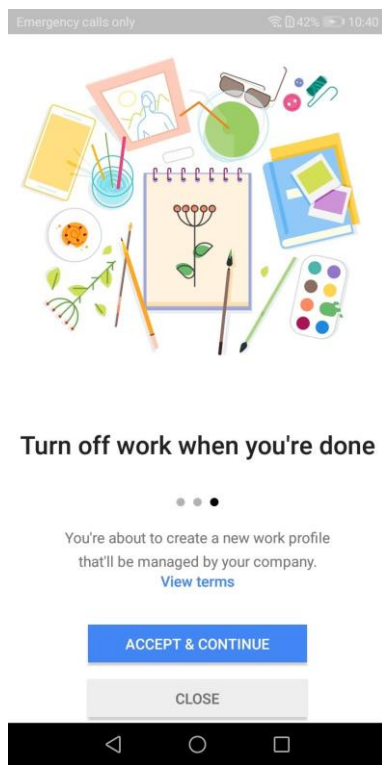 Emergency calls only 42% 10:40
Turn off work when you're done
You're about to create a new work profile
that'll be managed by your company.
View terms
ACCEPT & CONTINUE
CLOSE